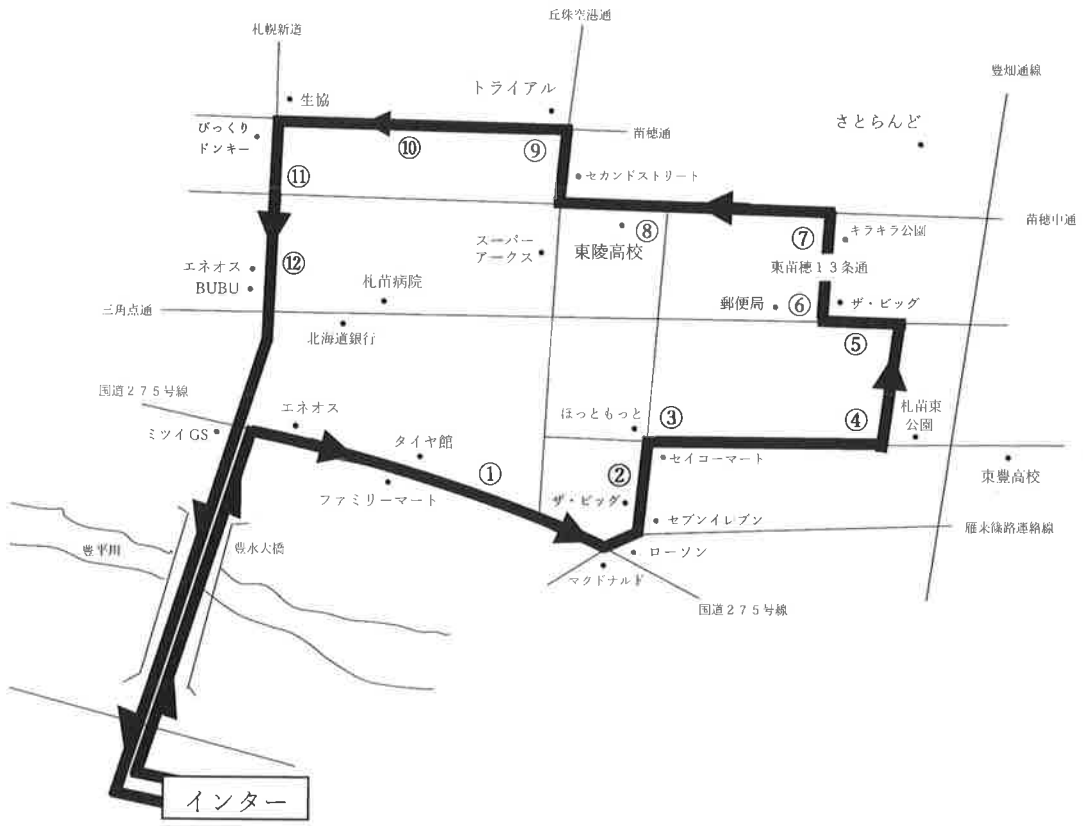 丘珠空港通
札幌新道
豊畑通線
トライアル
生協
さとらんど
びっくり
ドンキー
苗穂通
⑩
⑨
⑪
セカンドストリート
苗穂中通
⑧
⑦
キラキラ公園
スーパー
アークス
東陵高校
⑫
エネオス
BUBU
札苗病院
東苗穂13条通
郵便局
⑥
ザ・ビッグ
三角点通
北海道銀行
⑤
国道275号線
エネオス
ほっともっと
③
④
札苗東
公園
ミツイGS
タイヤ館
セイコーマート
東豊高校
①
②
ファミリーマート
ザ・ビッグ
セブンイレブン
雁来篠路連絡線
豊平川
豊水大橋
ローソン
マクドナルド
国道275号線
インター